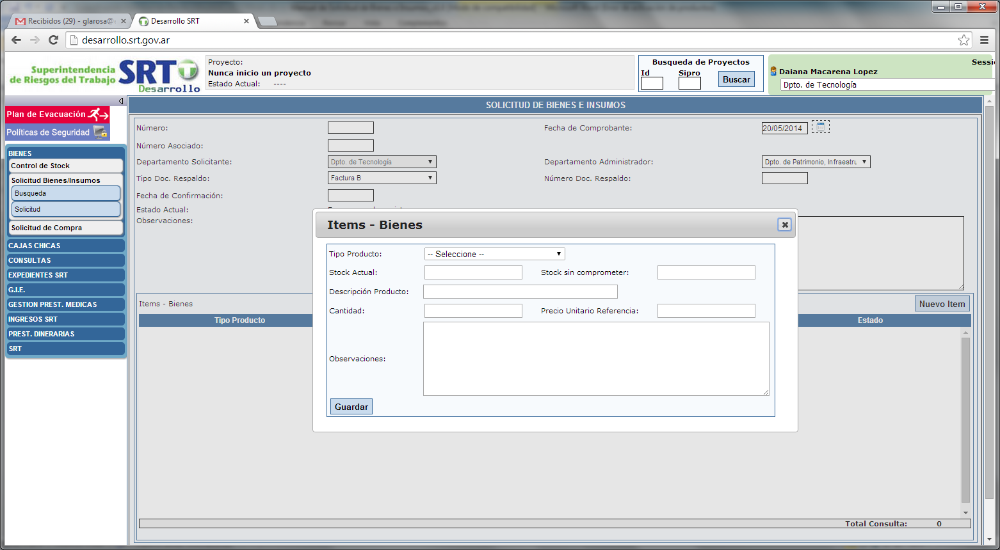 Recibidos (29) - glarosa@
Desarrollo SRT
desarrollo.srt.gov.ar
Superintendencia
de Riesgos del Trabajo
SRT
Desarrollo
Proyecto:
Nunca inicio un proyecto
Estado Actual: ----
Busqueda de Proyectos
Id Sipro
Buscar
Sessi
Daiana Macarena Lopez
Dpto. de Tecnología
Plan de Evacuación
Políticas de Seguridad
BIENES
Control de Stock
Solicitud Bienes/Insumos
Busqueda
Solicitud
Solicitud de Compra
CAJAS CHICAS
CONSULTAS
EXPEDIENTES SRT
G.I.E.
GESTION PREST. MEDICAS
INGRESOS SRT
PREST. DINERARIAS
SRT
SOLICITUD DE BIENES E INSUMOS
Número: Fecha de Comprobante: 20/05/2014
Número Asociado:
Departamento Solicitante: Dpto. de Tecnología Departamento Administrador: Dpto. de Patrimonio, Infraestru
Tipo Doc. Respaldo: Factura B Número Doc. Respaldo:
Fecha de Confirmación:
Estado Actual:
Observaciones:
Items - Bienes
Nuevo Item
Tipo Producto Estado
Total Consulta: 0
Items - Bienes
Tipo Producto: -- Seleccione --
Stock Actual: Stock sin comprometer:
Descripción Producto:
Cantidad: Precio Unitario Referencia:
Observaciones:
Guardar